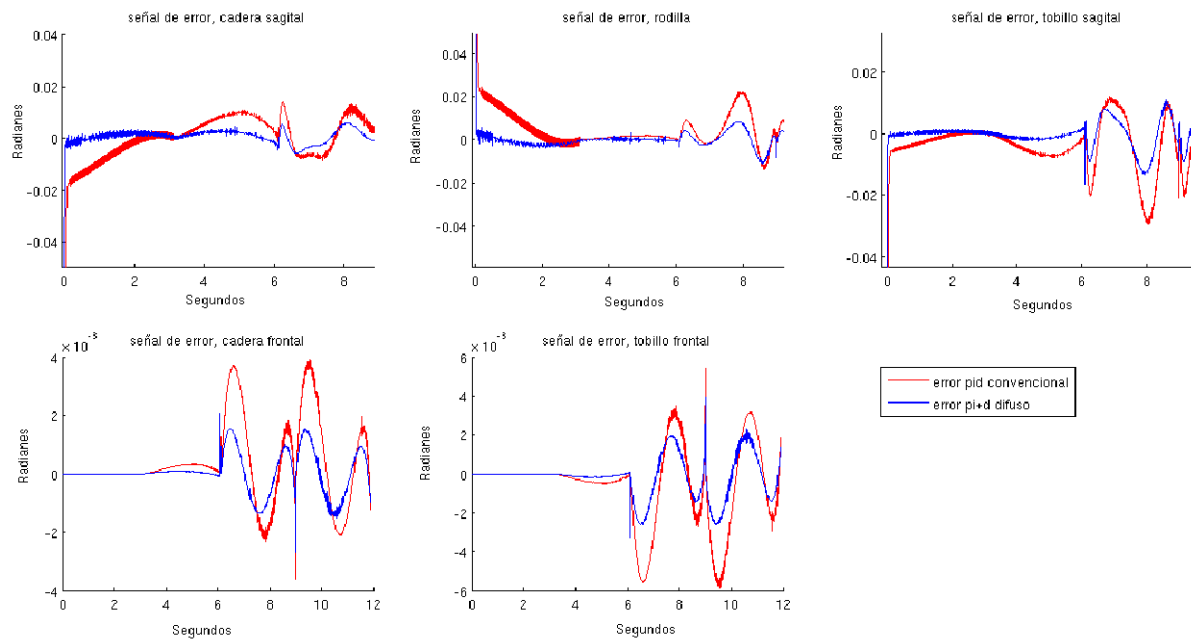 señal de error, cadera sagital
0.04
0.02
0
-0.02
-0.04
Radianes
0 2 4 6 8
Segundos
señal de error, rodilla
0.04
0.02
0
-0.02
-0.04
Radianes
0 2 4 6 8
Segundos
señal de error, tobillo sagital
0.02
0
-0.02
-0.04
Radianes
0 2 4 6 8
Segundos
señal de error, cadera frontal
×10⁻³
4
2
0
-2
-4
Radianes
0 2 4 6 8 10 12
Segundos
señal de error, tobillo frontal
×10⁻³
6
4
2
0
-2
-4
-6
Radianes
0 2 4 6 8 10 12
Segundos
error pid convencional
error pi+d difuso